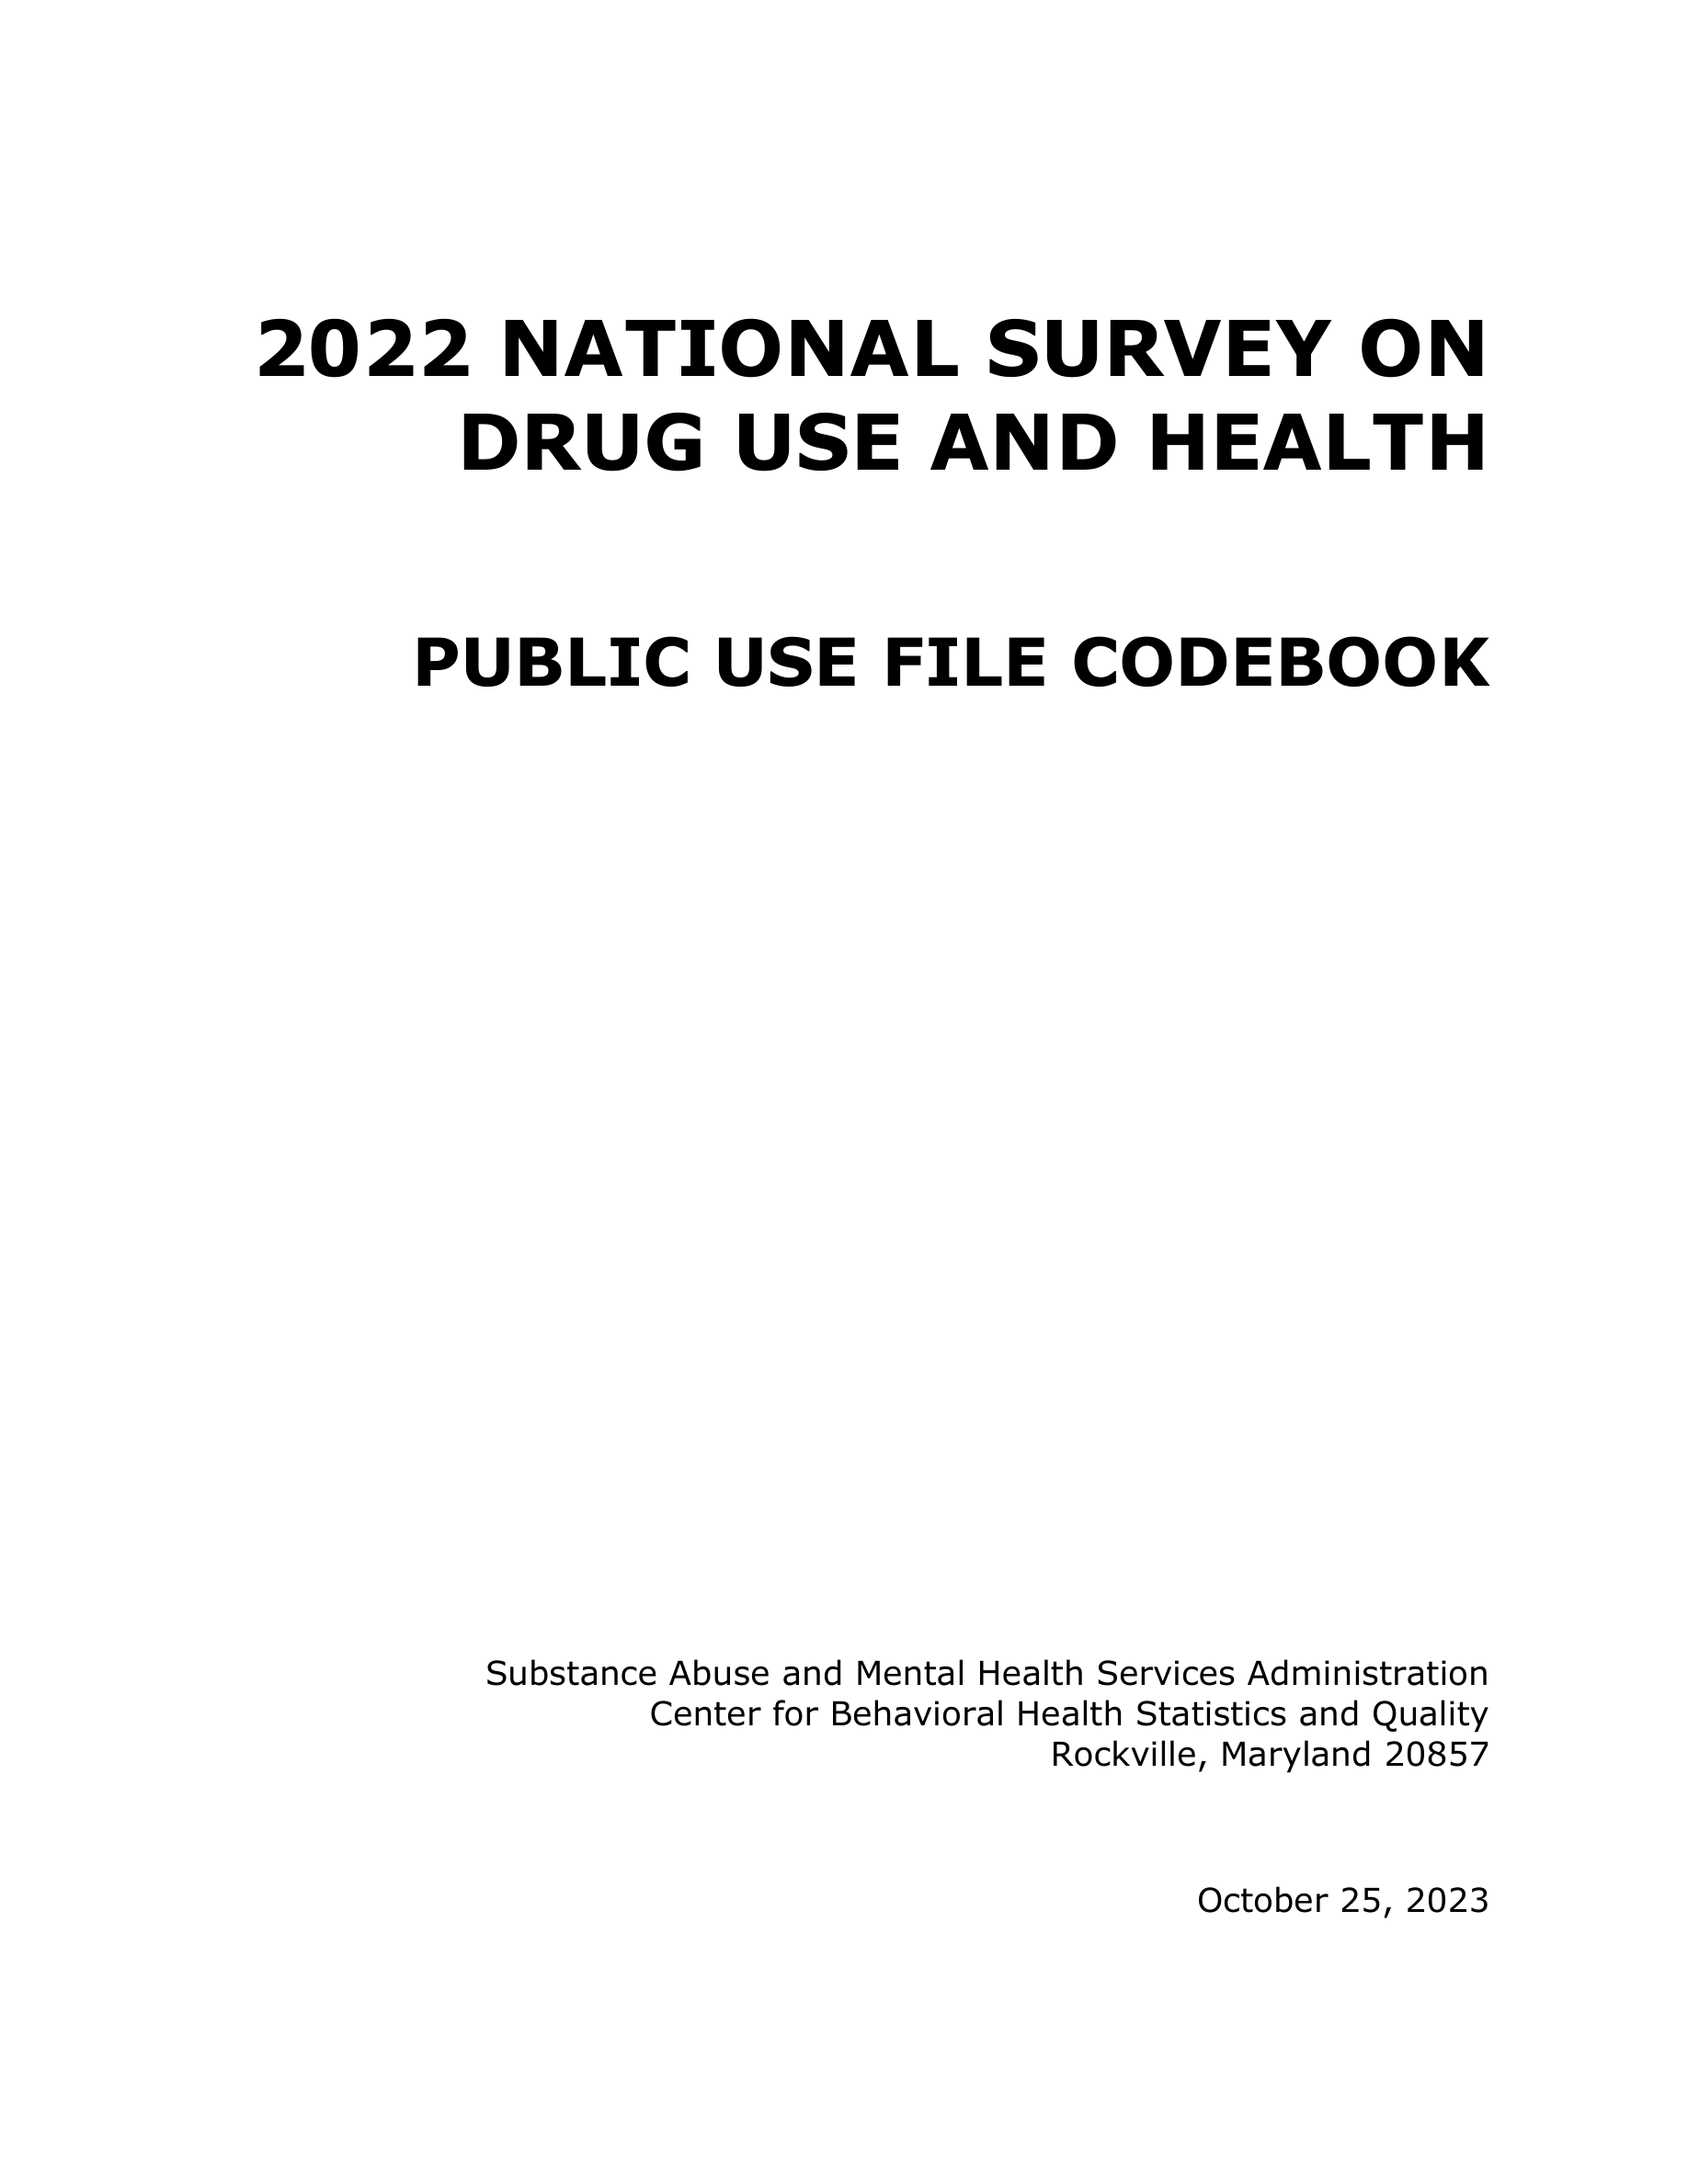 2022 NATIONAL SURVEY ON
DRUG USE AND HEALTH
PUBLIC USE FILE CODEBOOK
Substance Abuse and Mental Health Services Administration
Center for Behavioral Health Statistics and Quality
Rockville, Maryland 20857
October 25, 2023